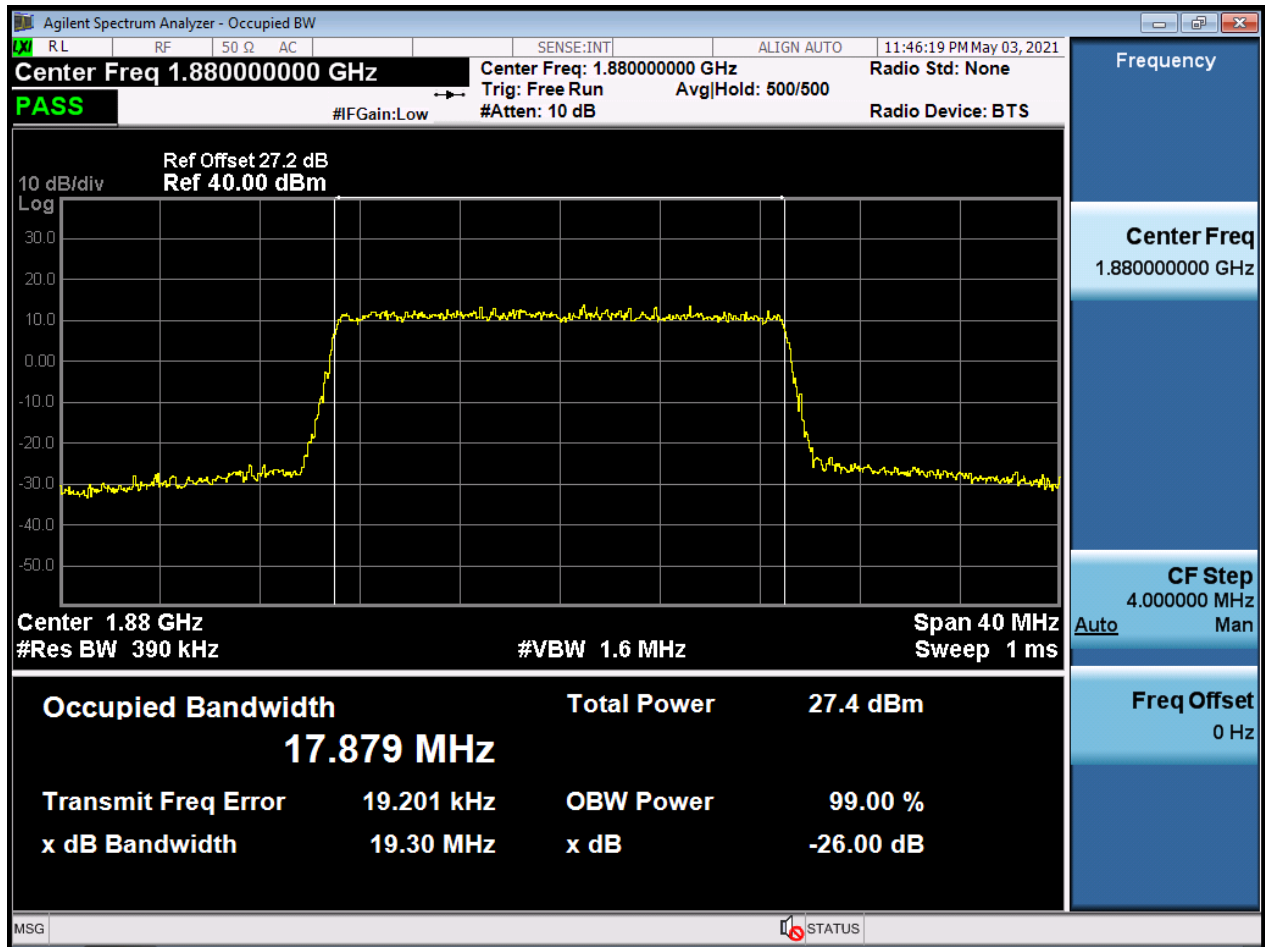 Agilent Spectrum Analyzer - Occupied BW
LXI RL RF 50 Ω AC SENSE:INT ALIGN AUTO 11:46:19 PM May 03, 2021
Center Freq 1.880000000 GHz
Center Freq: 1.880000000 GHz
Radio Std: None
Trig: Free Run Avg|Hold: 500/500
PASS
#IFGain:Low
#Atten: 10 dB
Radio Device: BTS
Ref Offset 27.2 dB
10 dB/div Ref 40.00 dBm
Log
30.0
20.0
10.0
0.00
-10.0
-20.0
-30.0
-40.0
-50.0
Center 1.88 GHz Span 40 MHz
#Res BW 390 kHz #VBW 1.6 MHz Sweep 1 ms
Occupied Bandwidth Total Power 27.4 dBm
17.879 MHz
Transmit Freq Error 19.201 kHz OBW Power 99.00 %
x dB Bandwidth 19.30 MHz x dB -26.00 dB
Frequency
Center Freq
1.880000000 GHz
CF Step
4.000000 MHz
Auto Man
Freq Offset
0 Hz
MSG STATUS